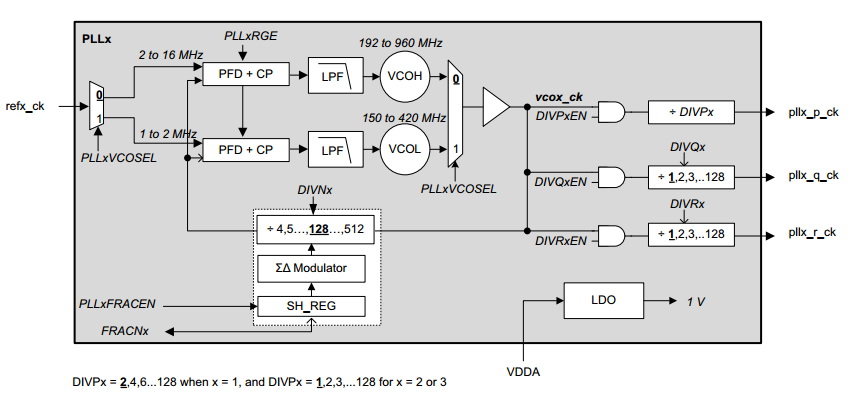 PLLx
PLLxRGE
192 to 960 MHz
2 to 16 MHz
PFD + CP
LPF
VCOH
0
0
refx_ck
vcox_ck
DIVPxEN
÷ DIVPx
pllx_p_ck
1
1 to 2 MHz
150 to 420 MHz
PFD + CP
LPF
VCOL
1
PLLxVCOSEL
PLLxVCOSEL
DIVQx
DIVQxEN
÷ 1,2,3,..128
pllx_q_ck
DIVNx
DIVRx
÷ 4,5...,128...,512
DIVRxEN
÷ 1,2,3,..128
pllx_r_ck
ΣΔ Modulator
PLLxFRACEN
SH_REG
LDO
1 V
FRACNx
VDDA
DIVPx = 2,4,6...128 when x = 1, and DIVPx = 1,2,3,...128 for x = 2 or 3